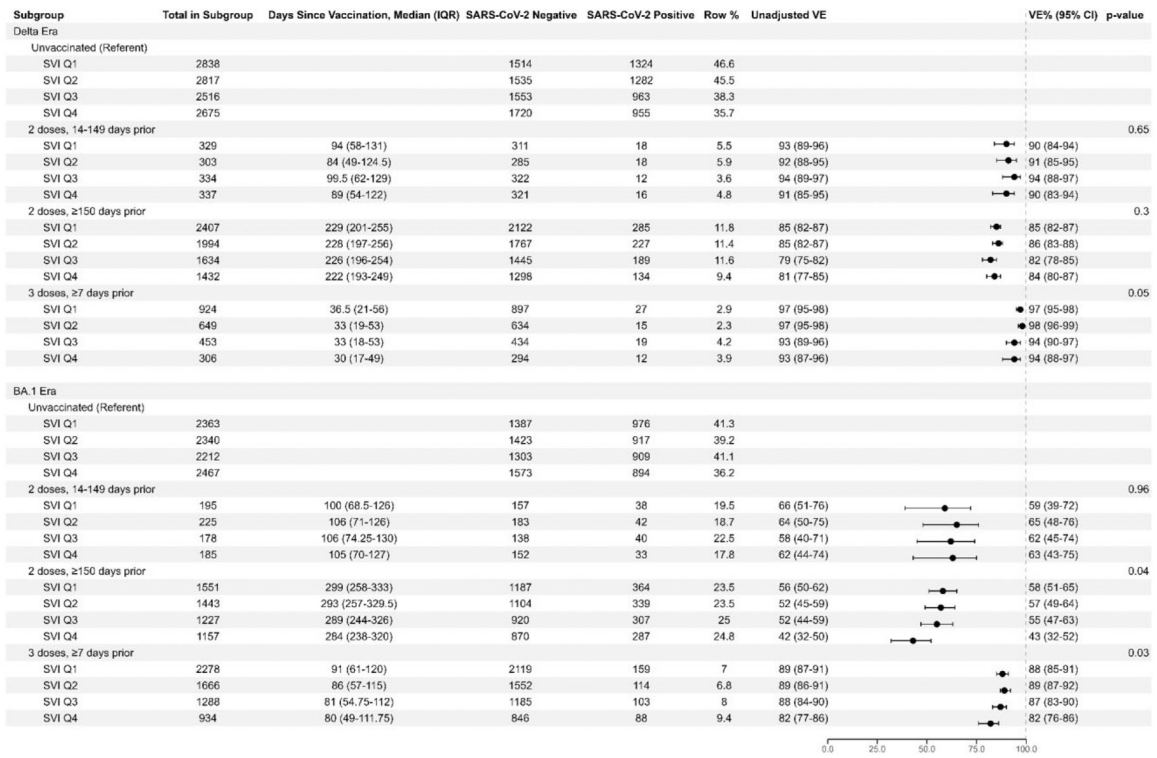 Subgroup Total in Subgroup Days Since Vaccination, Median (IQR) SARS-CoV-2 Negative SARS-CoV-2 Positive Row % Unadjusted VE VE% (95% CI) p-value
Delta Era
Unvaccinated (Referent)
SVI Q1 2838 1514 1324 46.6
SVI Q2 2817 1535 1282 45.5
SVI Q3 2516 1553 963 38.3
SVI Q4 2675 1720 955 35.7
2 doses, 14-149 days prior 0.65
SVI Q1 329 94 (58-131) 311 18 5.5 93 (89-96) 90 (84-94)
SVI Q2 303 84 (49-124.5) 285 18 5.9 92 (88-95) 91 (85-95)
SVI Q3 334 99.5 (62-129) 322 12 3.6 94 (89-97) 94 (88-97)
SVI Q4 337 89 (54-122) 321 16 4.8 91 (85-95) 90 (83-94)
2 doses, ≥150 days prior 0.3
SVI Q1 2407 229 (201-255) 2122 285 11.8 85 (82-87) 85 (82-87)
SVI Q2 1994 228 (197-256) 1767 227 11.4 85 (82-87) 86 (83-88)
SVI Q3 1634 226 (196-254) 1445 189 11.6 79 (75-82) 82 (78-85)
SVI Q4 1432 222 (193-249) 1298 134 9.4 81 (77-85) 84 (80-87)
3 doses, ≥7 days prior 0.05
SVI Q1 924 36.5 (21-56) 897 27 2.9 97 (95-98) 97 (95-98)
SVI Q2 649 33 (19-53) 634 15 2.3 97 (95-98) 98 (96-99)
SVI Q3 453 33 (18-53) 434 19 4.2 93 (89-96) 94 (90-97)
SVI Q4 306 30 (17-49) 294 12 3.9 93 (87-96) 94 (88-97)
BA.1 Era
Unvaccinated (Referent)
SVI Q1 2363 1387 976 41.3
SVI Q2 2340 1423 917 39.2
SVI Q3 2212 1303 909 41.1
SVI Q4 2467 1573 894 36.2
2 doses, 14-149 days prior 0.96
SVI Q1 195 100 (68.5-126) 157 38 19.5 66 (51-76) 59 (39-72)
SVI Q2 225 106 (71-126) 183 42 18.7 64 (50-75) 65 (48-76)
SVI Q3 178 106 (74.25-130) 138 40 22.5 58 (40-71) 62 (45-74)
SVI Q4 185 105 (70-127) 152 33 17.8 62 (44-74) 63 (43-75)
2 doses, ≥150 days prior 0.04
SVI Q1 1551 299 (258-333) 1187 364 23.5 56 (50-62) 58 (51-65)
SVI Q2 1443 293 (257-329.5) 1104 339 23.5 52 (45-59) 57 (49-64)
SVI Q3 1227 289 (244-326) 920 307 25 52 (44-59) 55 (47-63)
SVI Q4 1157 284 (238-320) 870 287 24.8 42 (32-50) 43 (32-52)
3 doses, ≥7 days prior 0.03
SVI Q1 2278 91 (61-120) 2119 159 7 89 (87-91) 88 (85-91)
SVI Q2 1666 86 (57-115) 1552 114 6.8 89 (86-91) 89 (87-92)
SVI Q3 1288 81 (54.75-112) 1185 103 8 88 (84-90) 87 (83-90)
SVI Q4 934 80 (49-111.75) 846 88 9.4 82 (77-86) 82 (76-86)
0.0 25.0 50.0 75.0 100.0